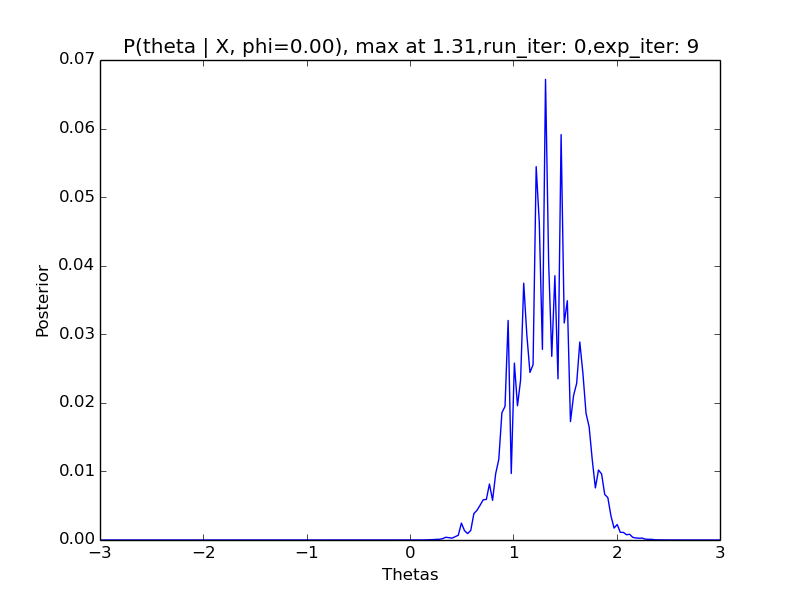 P(theta | X, phi=0.00), max at 1.31,run_iter: 0,exp_iter: 9
0.07
0.06
0.05
0.04
0.03
0.02
0.01
0.00
Posterior
−3 −2 −1 0 1 2 3
Thetas